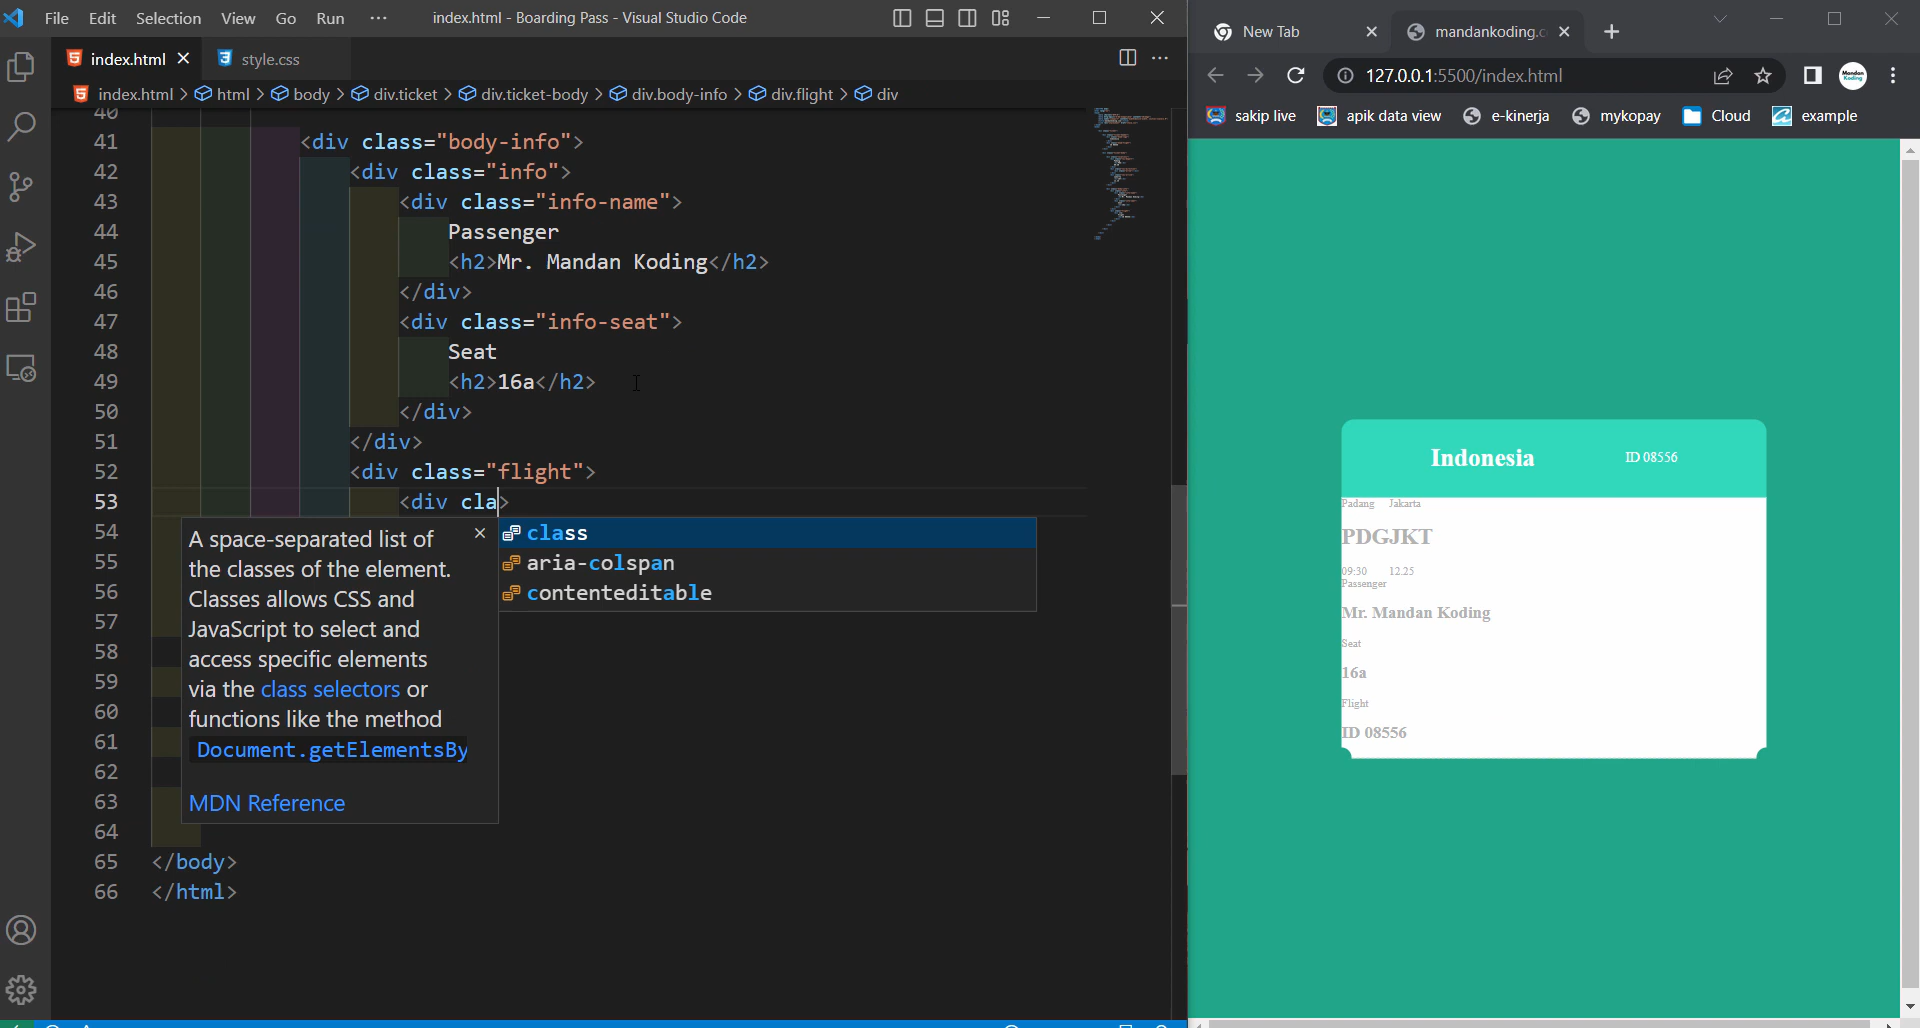 File Edit Selection View Go Run ··· index.html - Boarding Pass - Visual Studio Code
index.html style.css
index.html > html > body > div.ticket > div.ticket-body > div.body-info > div.flight > div
40
41 <div class="body-info">
42 <div class="info">
43 <div class="info-name">
44 Passenger
45 <h2>Mr. Mandan Koding</h2>
46 </div>
47 <div class="info-seat">
48 Seat
49 <h2>16a</h2>
50 </div>
51 </div>
52 <div class="flight">
53 <div cla>
54
55
56
57
58
59
60
61
62
63
64
65 </body>
66 </html>
A space-separated list of
the classes of the element.
Classes allows CSS and
JavaScript to select and
access specific elements
via the class selectors or
functions like the method
Document.getElementsBy
MDN Reference
class
aria-colspan
contenteditable
New Tab
mandankoding.
127.0.0.1:5500/index.html
Mandan
Koding
sakip live apik data view e-kinerja mykopay Cloud example
Indonesia ID 08556
Padang Jakarta
PDGJKT
09:30 12.25
Passenger
Mr. Mandan Koding
Seat
16a
Flight
ID 08556